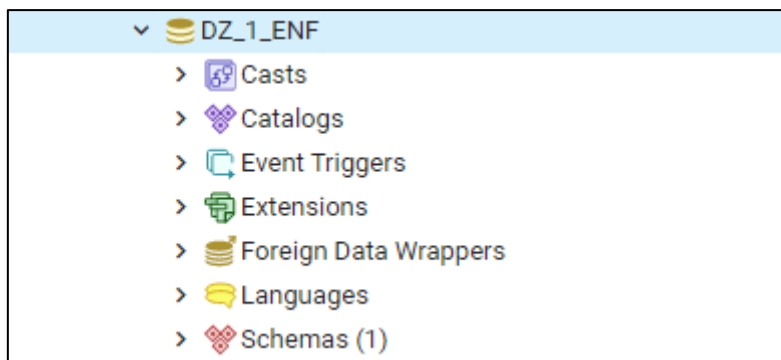 DZ_1_ENF
Casts
Catalogs
Event Triggers
Extensions
Foreign Data Wrappers
Languages
Schemas (1)